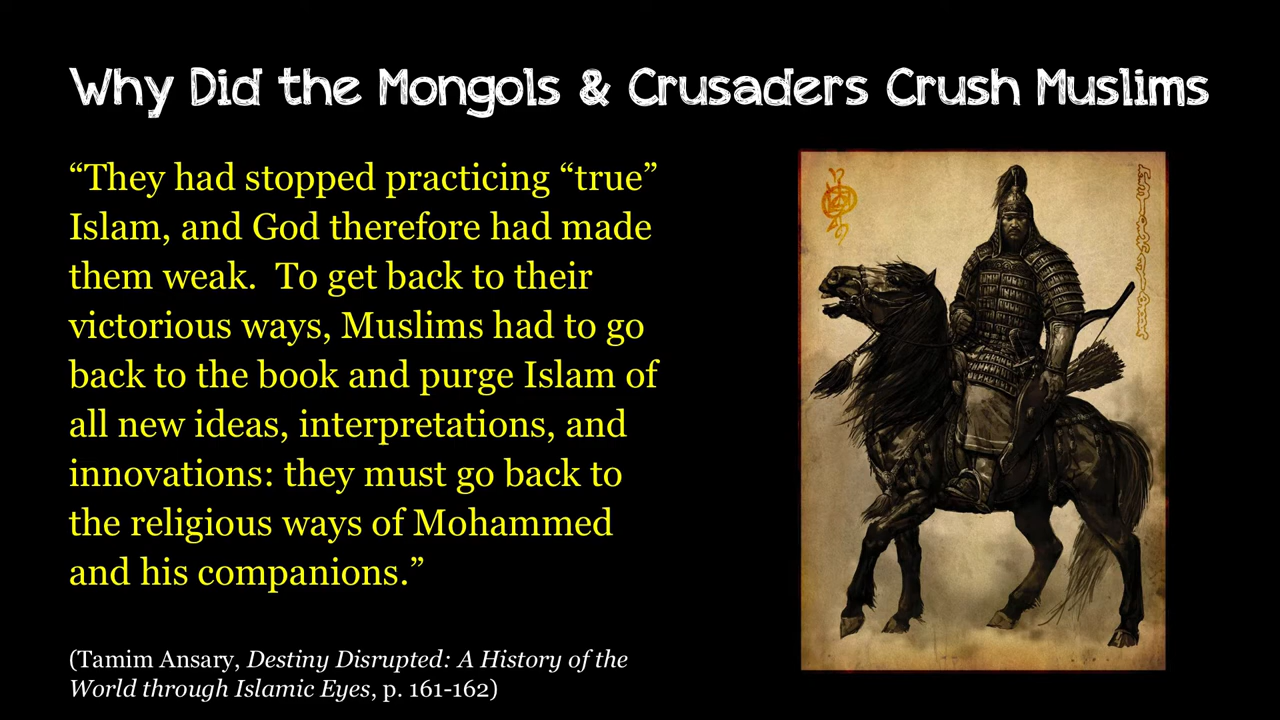 Why Did the Mongols & Crusaders Crush Muslims
“They had stopped practicing “true”
Islam, and God therefore had made
them weak.  To get back to their
victorious ways, Muslims had to go
back to the book and purge Islam of
all new ideas, interpretations, and
innovations: they must go back to
the religious ways of Mohammed
and his companions.”
(Tamim Ansary, Destiny Disrupted: A History of the
World through Islamic Eyes, p. 161-162)